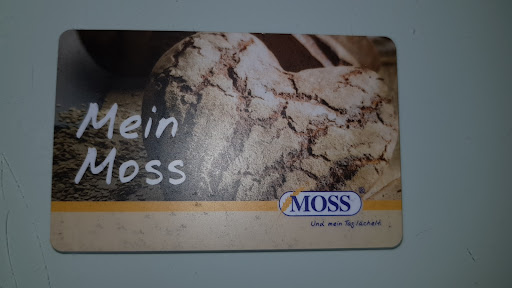 Mein
Moss
MOSS
Und mein Tag lächelt.